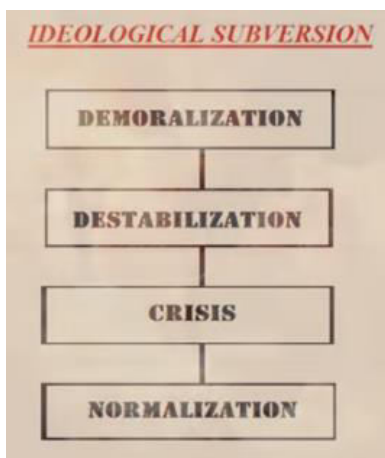 IDEOLOGICAL SUBVERSION
DEMORALIZATION
DESTABILIZATION
CRISIS
NORMALIZATION